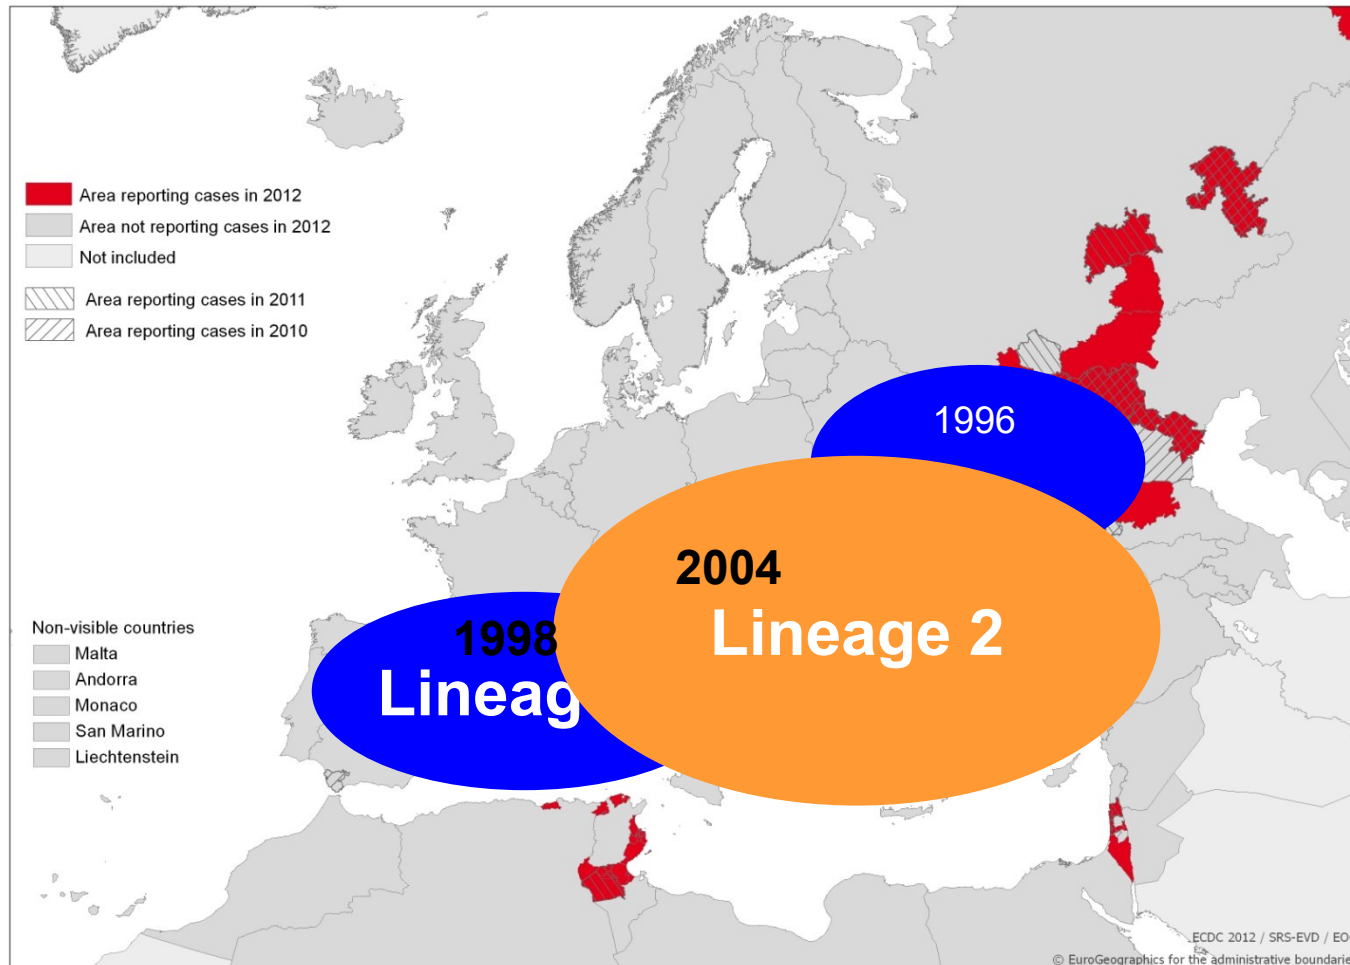 Area reporting cases in 2012
Area not reporting cases in 2012
Not included
Area reporting cases in 2011
Area reporting cases in 2010
1996
2004
Lineage 2
1998
Lineag
Non-visible countries
Malta
Andorra
Monaco
San Marino
Liechtenstein
ECDC 2012 / SRS-EVD / EO
© EuroGeographics for the administrative boundarie